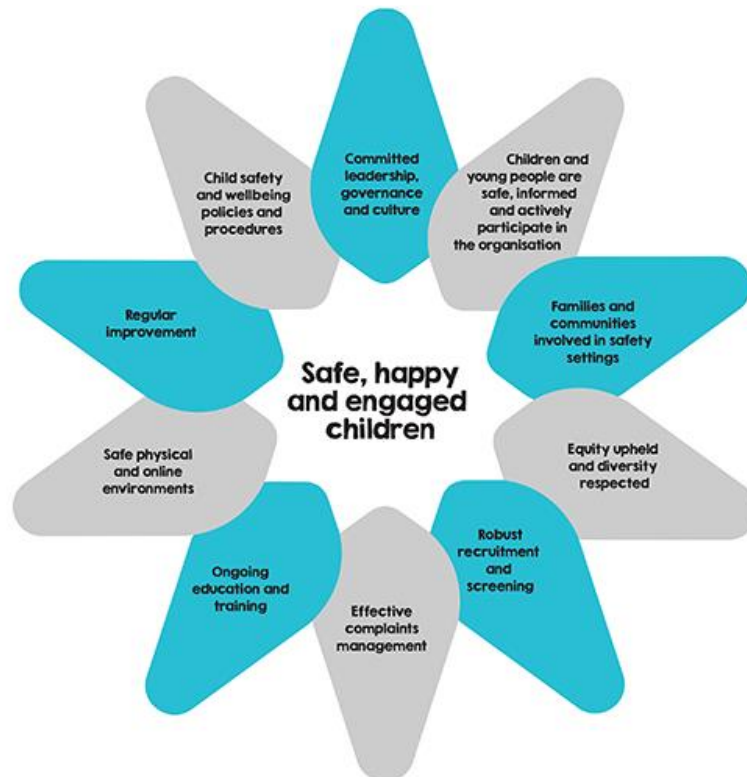 Committed
leadership,
governance
and culture
Children and
young people are
safe, informed
and actively
participate in
the organisation
Families and
communities
involved in safety
settings
Equity upheld
and diversity
respected
Robust
recruitment
and
screening
Effective
complaints
management
Ongoing
education and
training
Safe physical
and online
environments
Regular
improvement
Child safety
and wellbeing
policies and
procedures
Safe, happy
and engaged
children